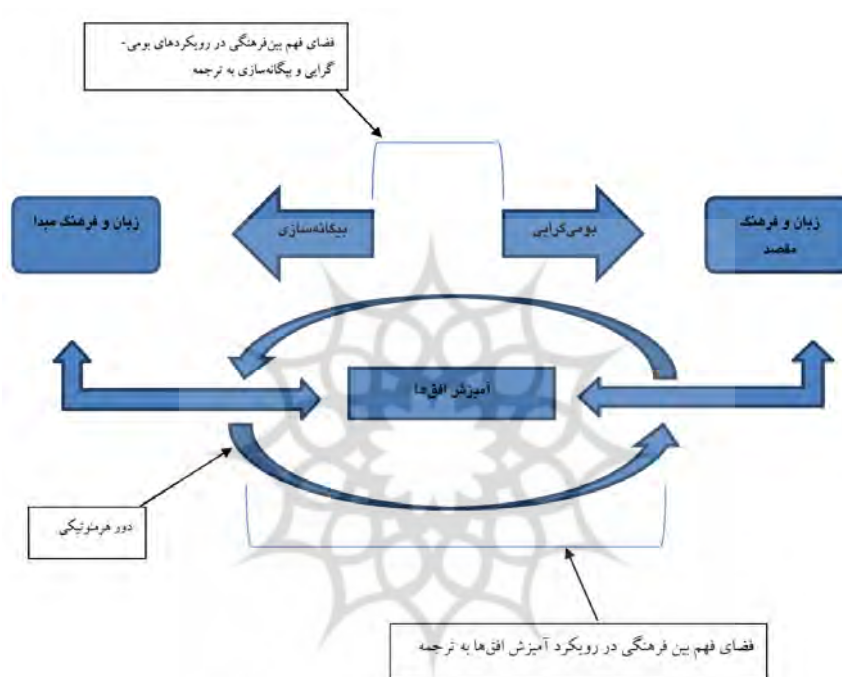 فضای فهم بین‌فرهنگی در رویکردهای بومی-
گرایی و بیگانه‌سازی به ترجمه
زبان و فرهنگ
مقصد
بومی‌گرایی
بیگانه‌سازی
زبان و فرهنگ مبدا
آمیزش افق‌ها
دور هرمنوتیکی
فضای فهم بین فرهنگی در رویکرد آمیزش افق‌ها به ترجمه